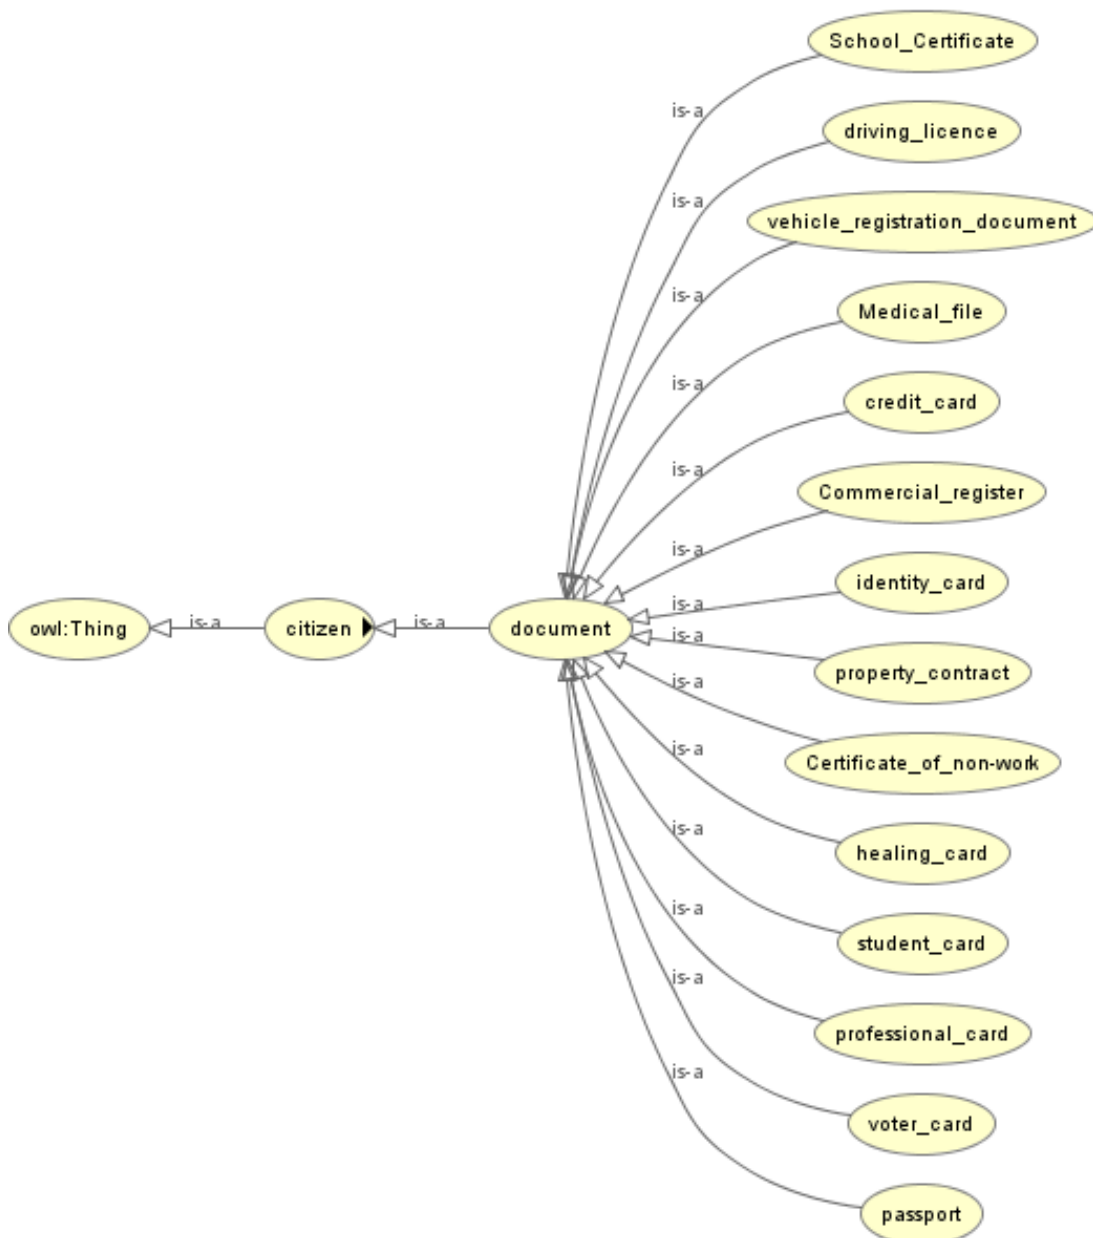 School_Certificate
is-a
driving_licence
is-a
vehicle_registration_document
is-a
Medical_file
is-a
credit_card
is-a
Commercial_register
is-a
identity_card
is-a
owl:Thing
is-a
citizen
is-a
document
is-a
property_contract
is-a
Certificate_of_non-work
is-a
healing_card
is-a
student_card
is-a
professional_card
is-a
voter_card
is-a
passport